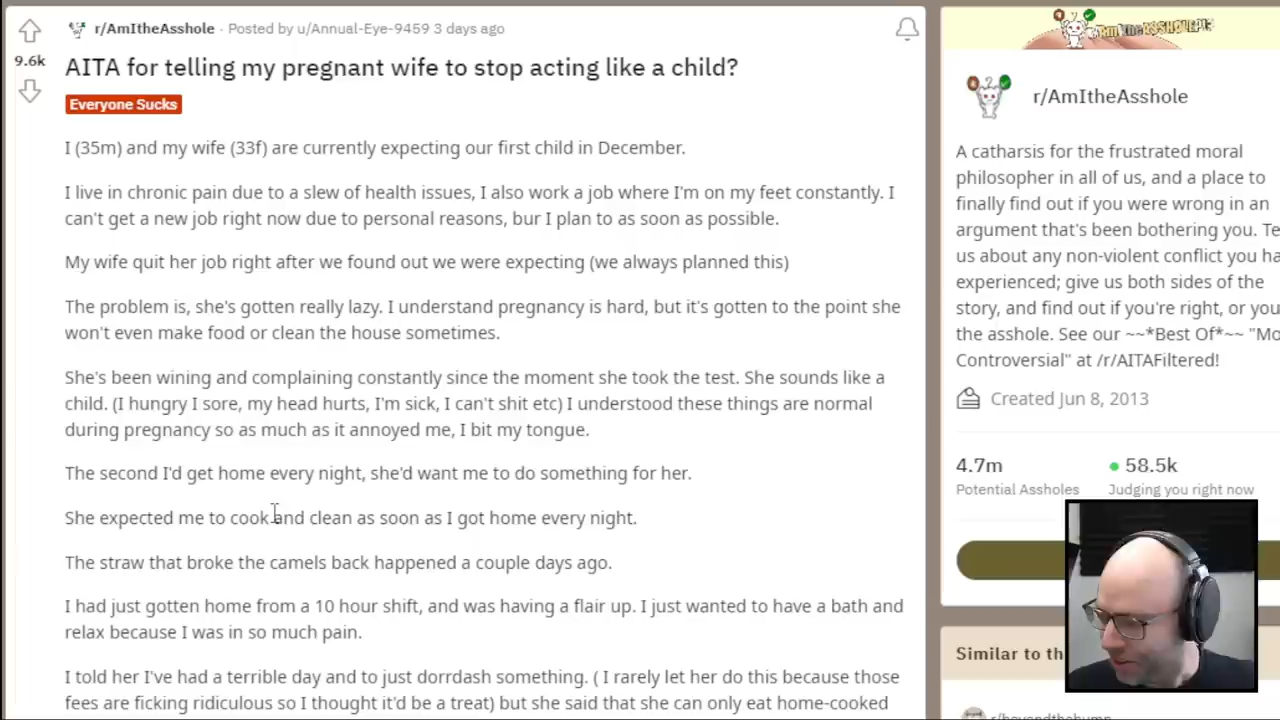 r/AmItheAsshole · Posted by u/Annual-Eye-9459 3 days ago
9.6k
AITA for telling my pregnant wife to stop acting like a child?
Everyone Sucks
I (35m) and my wife (33f) are currently expecting our first child in December.
I live in chronic pain due to a slew of health issues, I also work a job where I'm on my feet constantly. I
can't get a new job right now due to personal reasons, but I plan to as soon as possible.
My wife quit her job right after we found out we were expecting (we always planned this)
The problem is, she's gotten really lazy. I understand pregnancy is hard, but it's gotten to the point she
won't even make food or clean the house sometimes.
She's been wining and complaining constantly since the moment she took the test. She sounds like a
child. (I hungry I sore, my head hurts, I'm sick, I can't shit etc) I understood these things are normal
during pregnancy so as much as it annoyed me, I bit my tongue.
The second I'd get home every night, she'd want me to do something for her.
She expected me to cook and clean as soon as I got home every night.
The straw that broke the camels back happened a couple days ago.
I had just gotten home from a 10 hour shift, and was having a flair up. I just wanted to have a bath and
relax because I was in so much pain.
I told her I've had a terrible day and to just dorrdash something. ( I rarely let her do this because those
fees are ficking ridiculous so I thought it'd be a treat) but she said that she can only eat home-cooked
r/AmItheAsshole
A catharsis for the frustrated moral
philosopher in all of us, and a place to
finally find out if you were wrong in an
argument that's been bothering you. Te
us about any non-violent conflict you ha
experienced; give us both sides of the
story, and find out if you're right, or you
the asshole. See our ~~*Best Of*~~ "Mo
Controversial" at /r/AITAFiltered!
Created Jun 8, 2013
4.7m
58.5k
Potential Assholes
Judging you right now
Similar to th